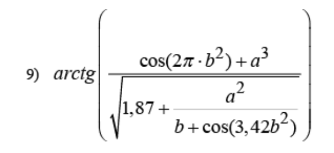 9) arctg( (cos(2π·b²)+a³) / √(1,87 + a² / (b+cos(3,42b²))) )